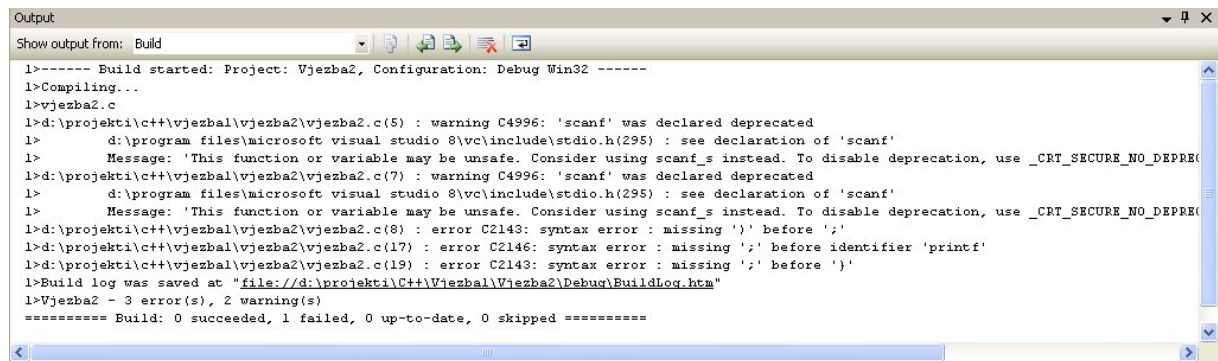 Output
Show output from: Build
1>------ Build started: Project: Vjezba2, Configuration: Debug Win32 ------
1>Compiling...
1>vjezba2.c
1>d:\projekti\c++\vjezba1\vjezba2\vjezba2.c(5) : warning C4996: 'scanf' was declared deprecated
1>        d:\program files\microsoft visual studio 8\vc\include\stdio.h(295) : see declaration of 'scanf'
1>        Message: 'This function or variable may be unsafe. Consider using scanf_s instead. To disable deprecation, use _CRT_SECURE_NO_DEPRE
1>d:\projekti\c++\vjezba1\vjezba2\vjezba2.c(7) : warning C4996: 'scanf' was declared deprecated
1>        d:\program files\microsoft visual studio 8\vc\include\stdio.h(295) : see declaration of 'scanf'
1>        Message: 'This function or variable may be unsafe. Consider using scanf_s instead. To disable deprecation, use _CRT_SECURE_NO_DEPRE
1>d:\projekti\c++\vjezba1\vjezba2\vjezba2.c(8) : error C2143: syntax error : missing ')' before ';'
1>d:\projekti\c++\vjezba1\vjezba2\vjezba2.c(17) : error C2146: syntax error : missing ';' before identifier 'printf'
1>d:\projekti\c++\vjezba1\vjezba2\vjezba2.c(19) : error C2143: syntax error : missing ';' before '}'
1>Build log was saved at "file://d:\projekti\C++\Vjezba1\Vjezba2\Debug\BuildLog.htm"
1>Vjezba2 - 3 error(s), 2 warning(s)
========== Build: 0 succeeded, 1 failed, 0 up-to-date, 0 skipped ==========